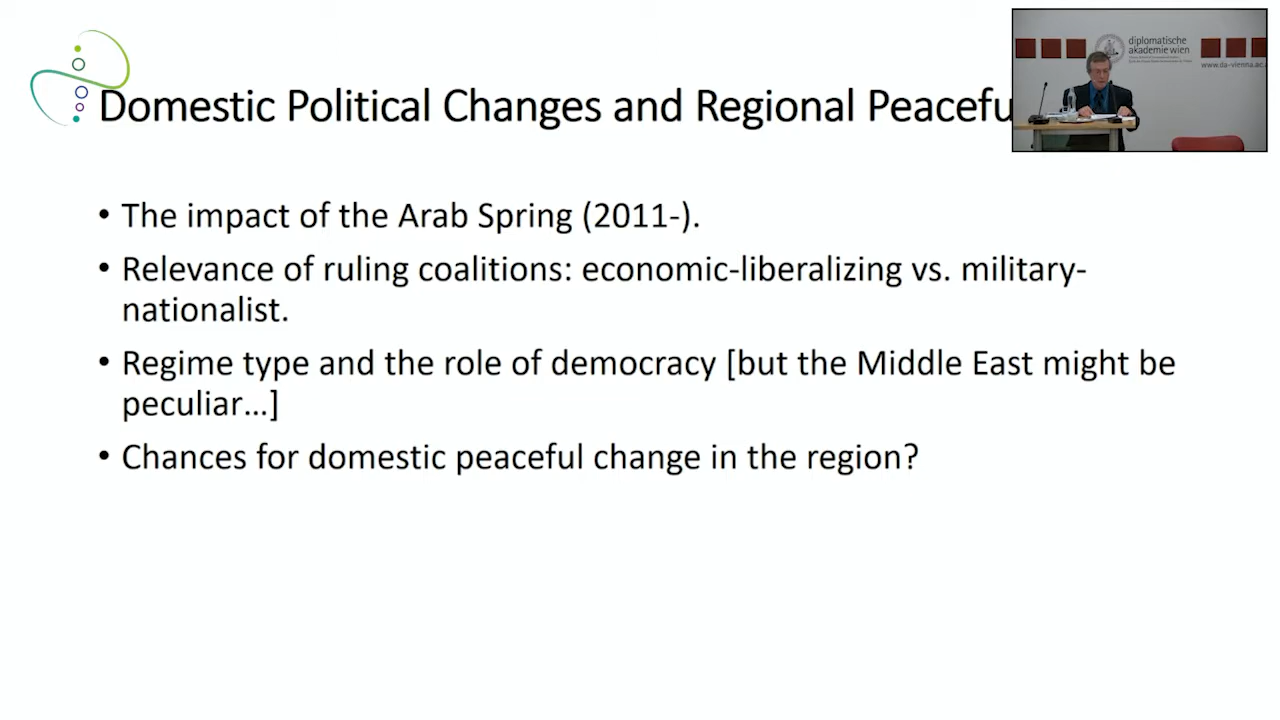 Domestic Political Changes and Regional Peacefu
diplomatische
akademie wien
www.da-vienna.ac.
• The impact of the Arab Spring (2011-).
• Relevance of ruling coalitions: economic-liberalizing vs. military-
nationalist.
• Regime type and the role of democracy [but the Middle East might be
peculiar…]
• Chances for domestic peaceful change in the region?